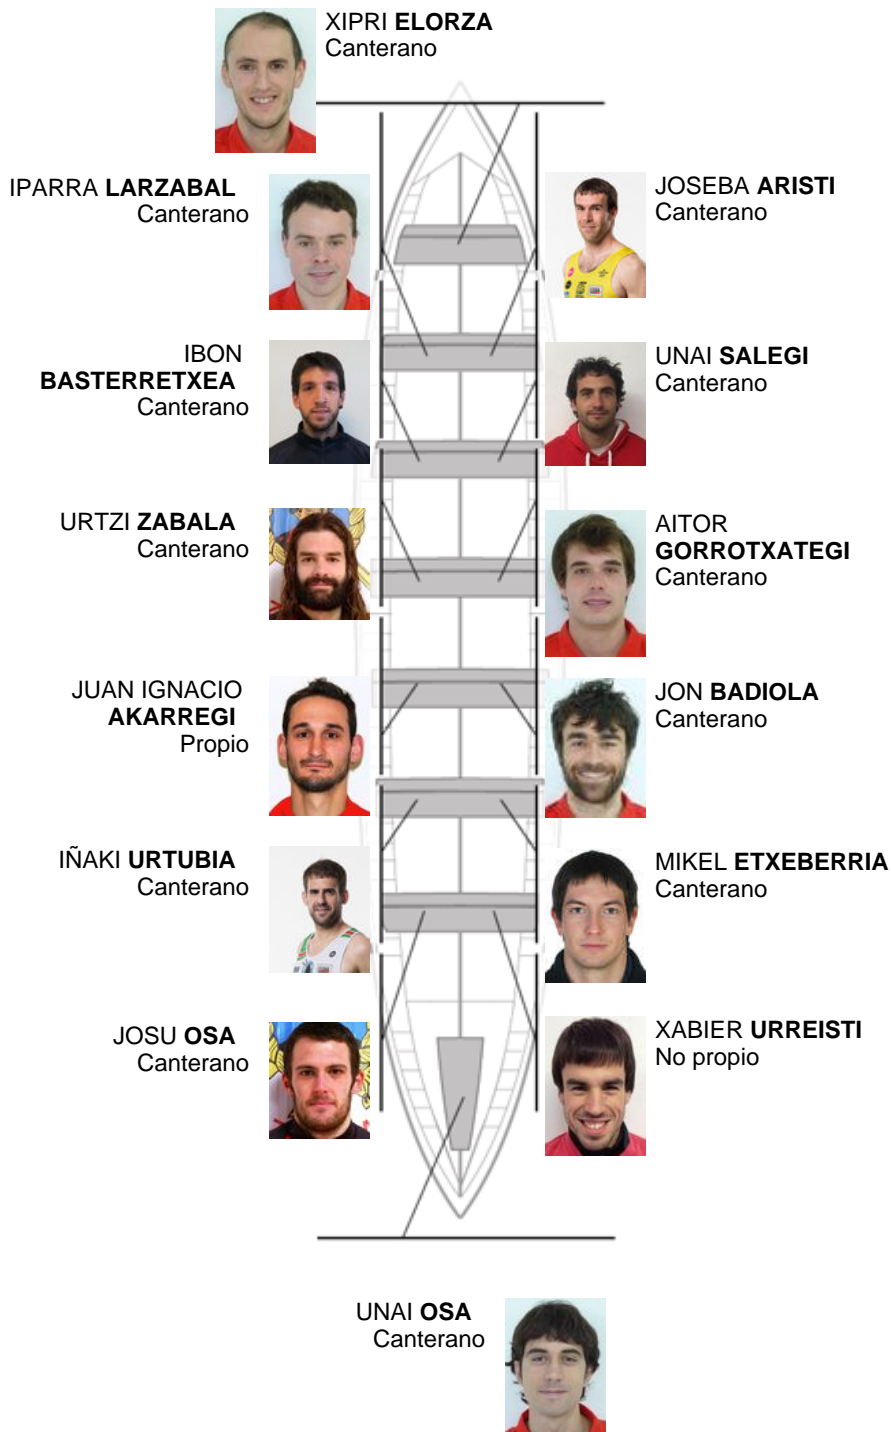 XIPRI ELORZA
Canterano
IPARRA LARZABAL
Canterano
JOSEBA ARISTI
Canterano
IBON
BASTERRETXEA
Canterano
UNAI SALEGI
Canterano
URTZI ZABALA
Canterano
AITOR
GORROTXATEGI
Canterano
JUAN IGNACIO
AKARREGI
Propio
JON BADIOLA
Canterano
IÑAKI URTUBIA
Canterano
MIKEL ETXEBERRIA
Canterano
JOSU OSA
Canterano
XABIER URREISTI
No propio
UNAI OSA
Canterano